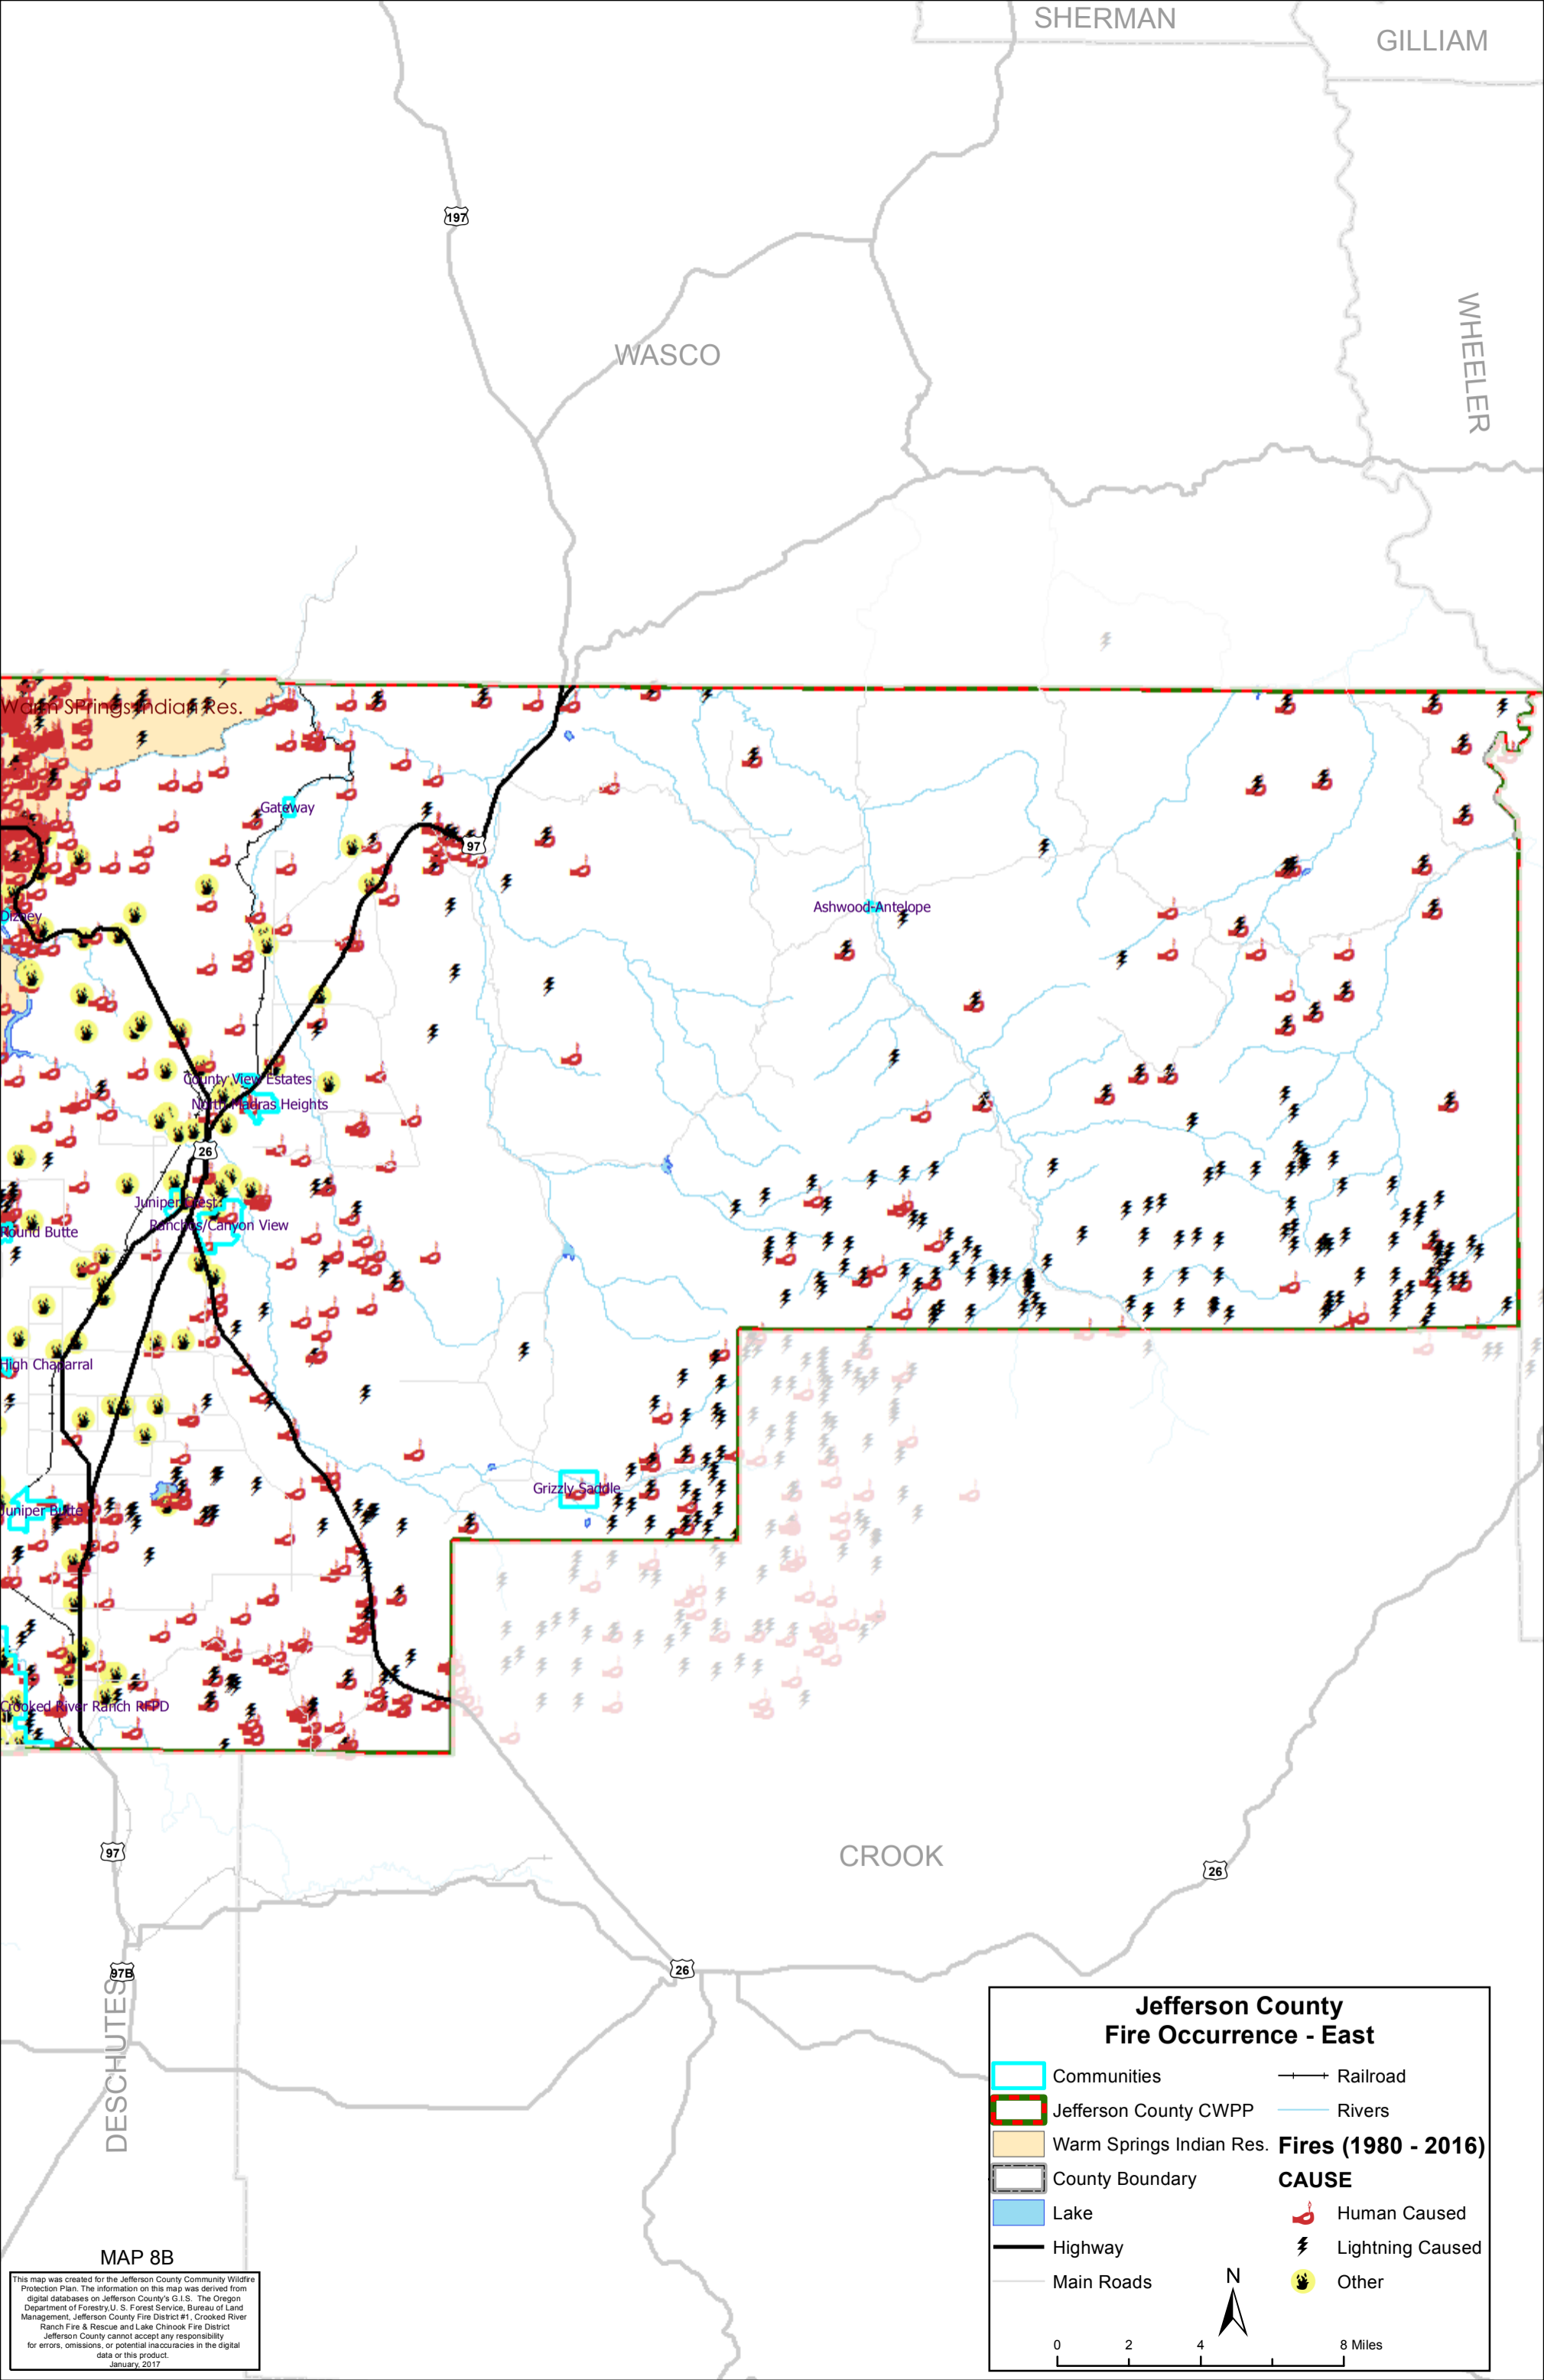 SHERMAN
GILLIAM
197
WHEELER
WASCO
Warm SPrings Indian Res.
Gateway
97
Dizney
Ashwood-Antelope
County View Estates
North Madras Heights
26
Juniper Crest
Ranchos/Canyon View
Round Butte
High Chaparral
Grizzly Saddle
Juniper Butte
Crooked River Ranch RFPD
97
CROOK
26
26
97B
DESCHUTES
Jefferson County
Fire Occurrence - East
Communities
Jefferson County CWPP
Warm Springs Indian Res.
County Boundary
Lake
Highway
Main Roads
Railroad
Rivers
Fires (1980 - 2016)
CAUSE
Human Caused
Lightning Caused
Other
N
0 2 4 8 Miles
MAP 8B
This map was created for the Jefferson County Community Wildfire
Protection Plan. The information on this map was derived from
digital databases on Jefferson County's G.I.S. The Oregon
Department of Forestry,U. S. Forest Service, Bureau of Land
Management, Jefferson County Fire District #1, Crooked River
Ranch Fire & Rescue and Lake Chinook Fire District
Jefferson County cannot accept any responsibility
for errors, omissions, or potential inaccuracies in the digital
data or this product.
January, 2017